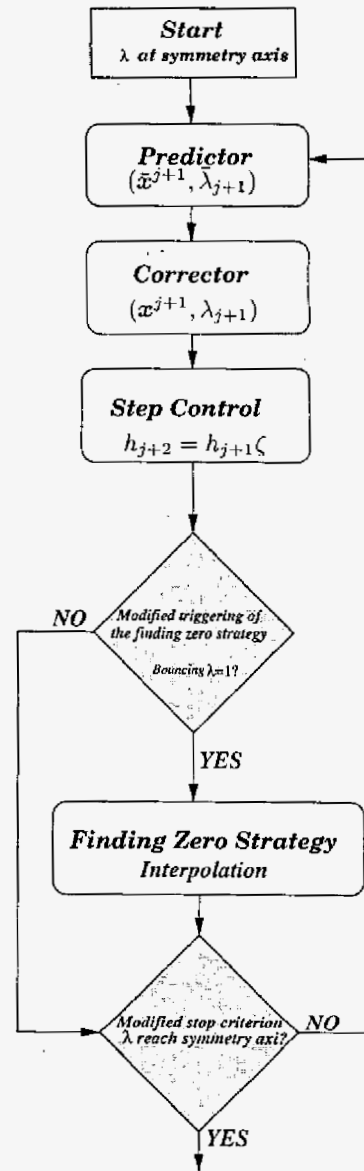 Start
λ at symmetry axis
Predictor
(x̄^{j+1}, λ̄_{j+1})
Corrector
(x^{j+1}, λ_{j+1})
Step Control
h_{j+2} = h_{j+1}ζ
NO
Modified triggering of
the finding zero strategy
Bouncing λ=1?
YES
Finding Zero Strategy
Interpolation
Modified stop criterion
λ reach symmetry axi?
NO
YES